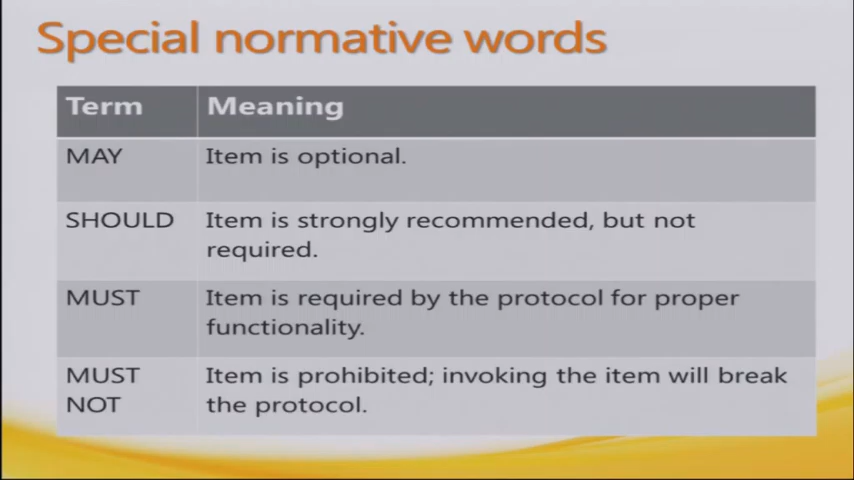 Special normative words
Term Meaning
MAY Item is optional.
SHOULD Item is strongly recommended, but not
required.
MUST Item is required by the protocol for proper
functionality.
MUST Item is prohibited; invoking the item will break
NOT the protocol.